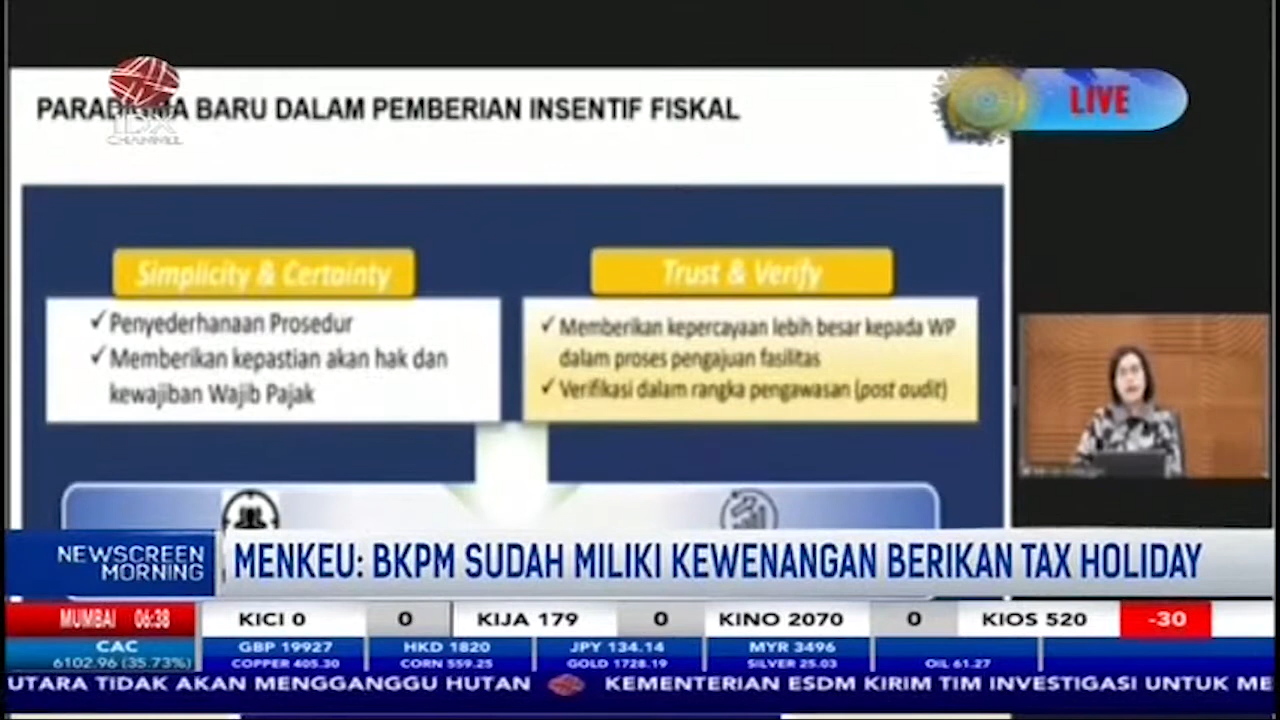 PARADIGMA BARU DALAM PEMBERIAN INSENTIF FISKAL
IDX
CHANNEL
LIVE
Simplicity & Certainty
Trust & Verify
✓ Penyederhanaan Prosedur
✓ Memberikan kepastian akan hak dan
kewajiban Wajib Pajak
✓ Memberikan kepercayaan lebih besar kepada WP
dalam proses pengajuan fasilitas
✓ Verifikasi dalam rangka pengawasan (post audit)
NEWSCREEN
MORNING
MENKEU: BKPM SUDAH MILIKI KEWENANGAN BERIKAN TAX HOLIDAY
MUMBAI 06:38
KICI 0 0 KIJA 179 0 KINO 2070 0 KIOS 520 -30
CAC
6102.96 (35.73%)
GBP 19927 HKD 1820 JPY 134.14 MYR 3496
COPPER 405.30 CORN 559.25 GOLD 1728.19 SILVER 25.03 OIL 61.27
UTARA TIDAK AKAN MENGGANGGU HUTAN KEMENTERIAN ESDM KIRIM TIM INVESTIGASI UNTUK ME